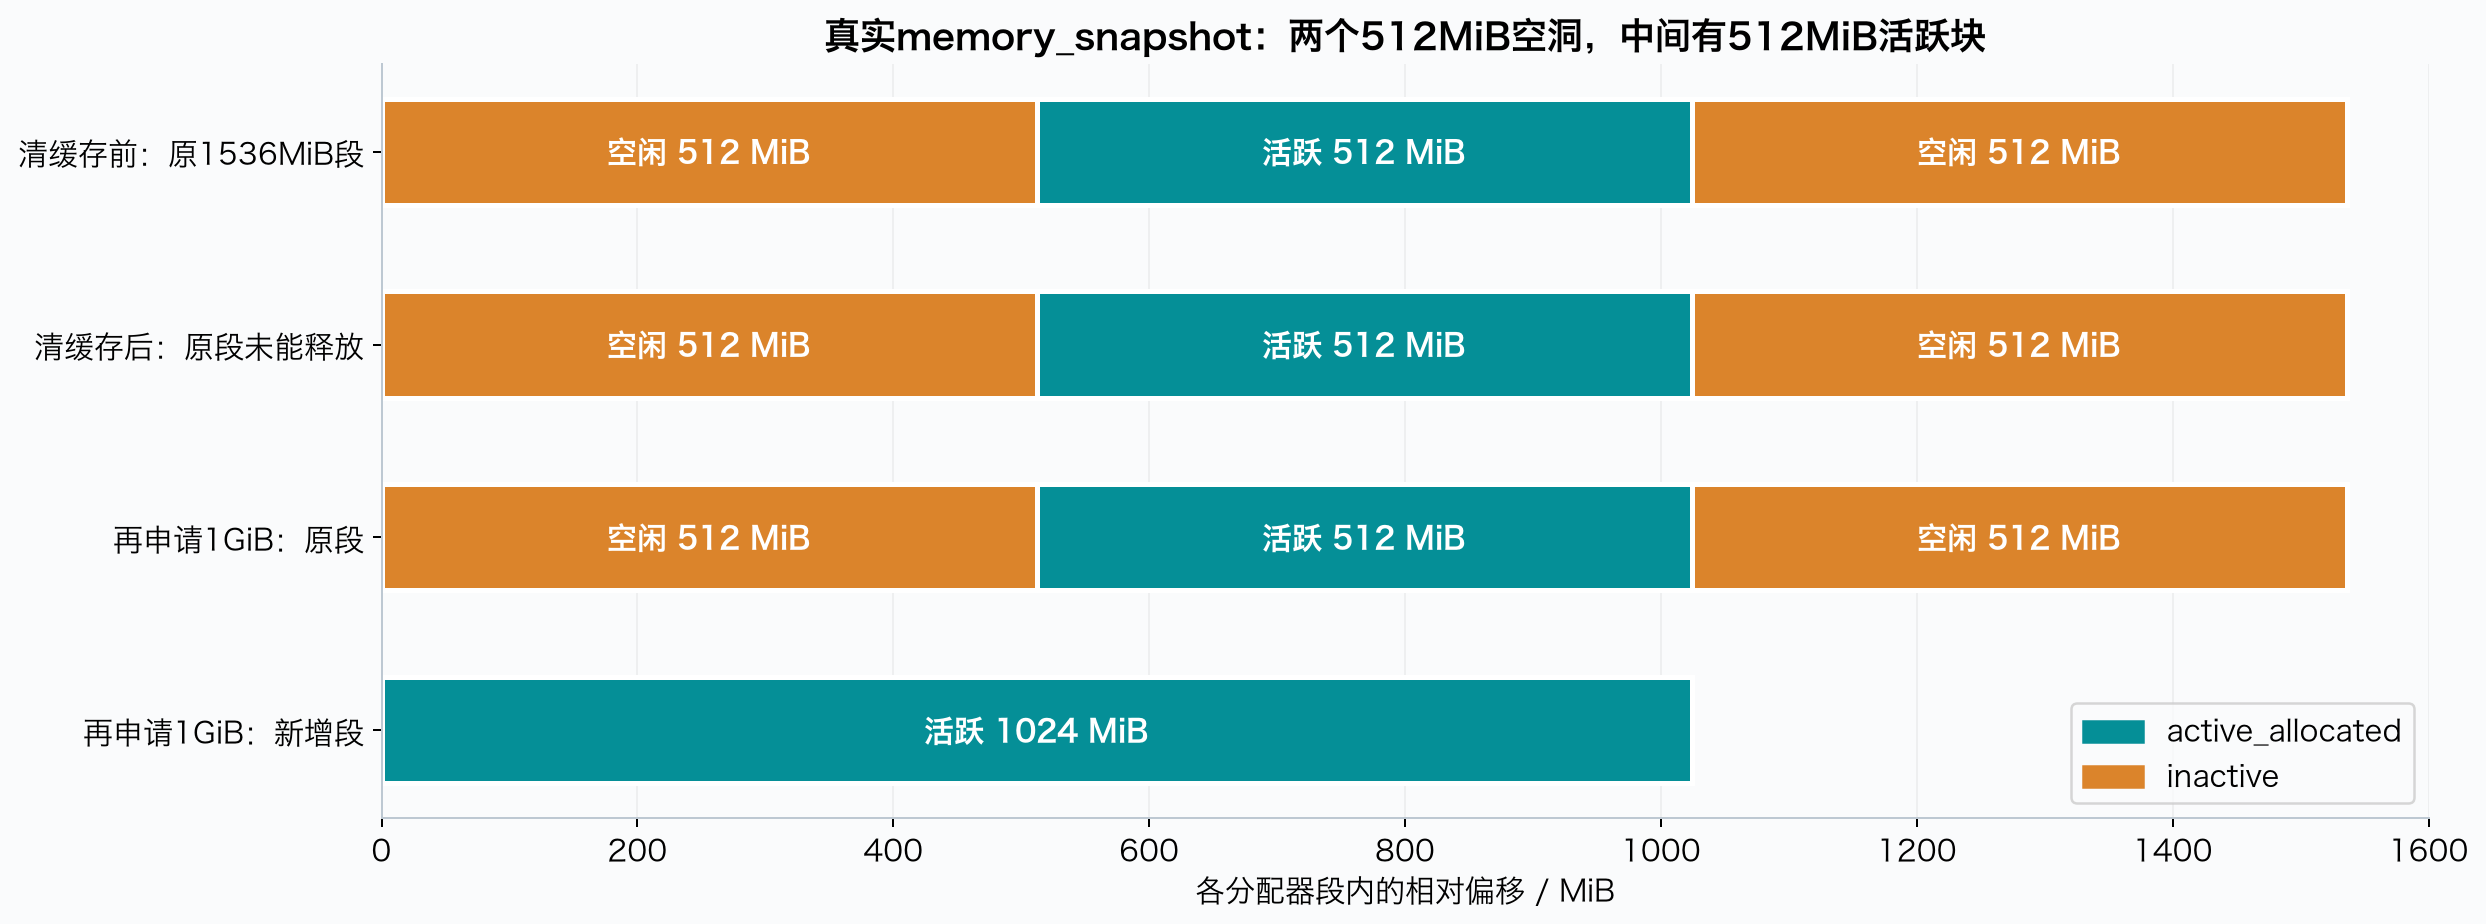 真实memory_snapshot：两个512MiB空洞，中间有512MiB活跃块
清缓存前：原1536MiB段
空闲 512 MiB
活跃 512 MiB
空闲 512 MiB
清缓存后：原段未能释放
空闲 512 MiB
活跃 512 MiB
空闲 512 MiB
再申请1GiB：原段
空闲 512 MiB
活跃 512 MiB
空闲 512 MiB
再申请1GiB：新增段
活跃 1024 MiB
active_allocated
inactive
0 200 400 600 800 1000 1200 1400 1600
各分配器段内的相对偏移 / MiB